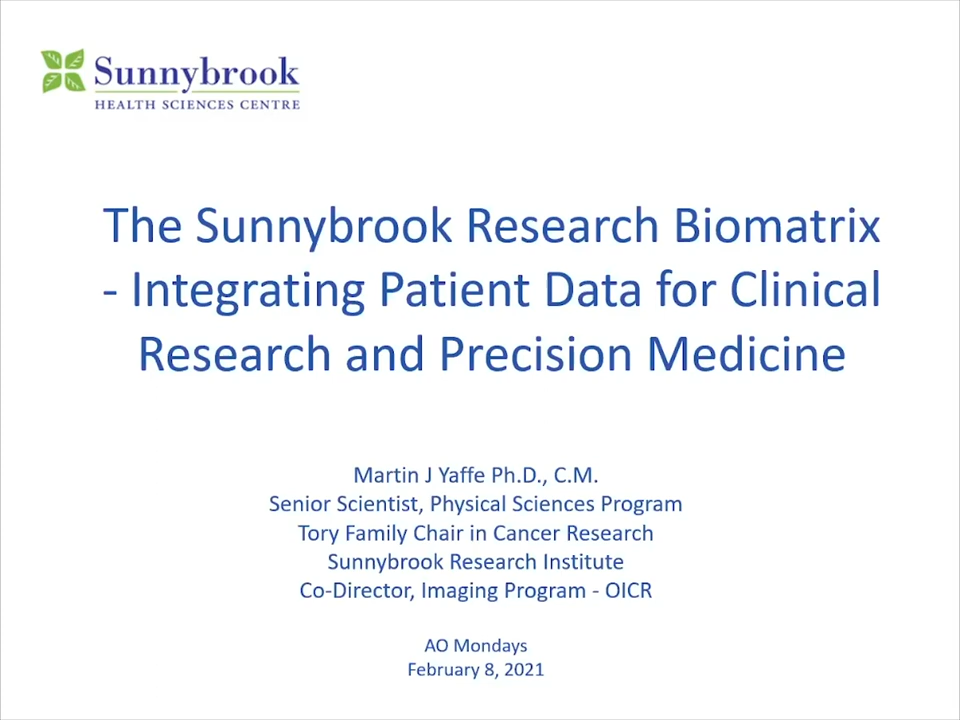 Sunnybrook
HEALTH SCIENCES CENTRE
The Sunnybrook Research Biomatrix
- Integrating Patient Data for Clinical
Research and Precision Medicine
Martin J Yaffe Ph.D., C.M.
Senior Scientist, Physical Sciences Program
Tory Family Chair in Cancer Research
Sunnybrook Research Institute
Co-Director, Imaging Program - OICR
AO Mondays
February 8, 2021